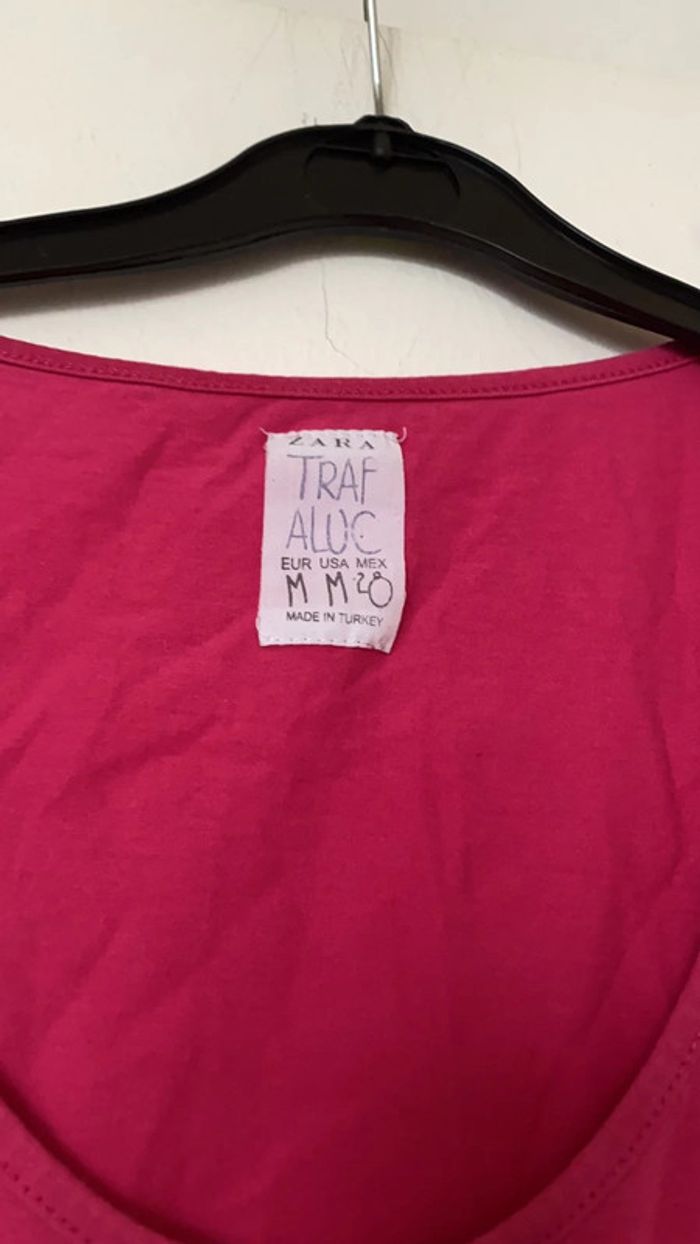 ZARA
TRAF
ALUC
EUR USA MEX
M M 28
MADE IN TURKEY